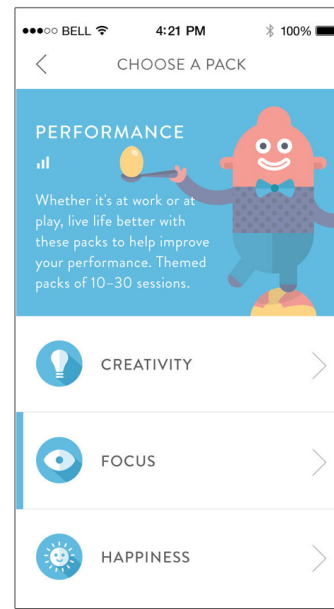 BELL 4:21 PM 100%
CHOOSE A PACK
PERFORMANCE
Whether it's at work or at
play, live life better with
these packs to help improve
your performance. Themed
packs of 10–30 sessions.
CREATIVITY
FOCUS
HAPPINESS